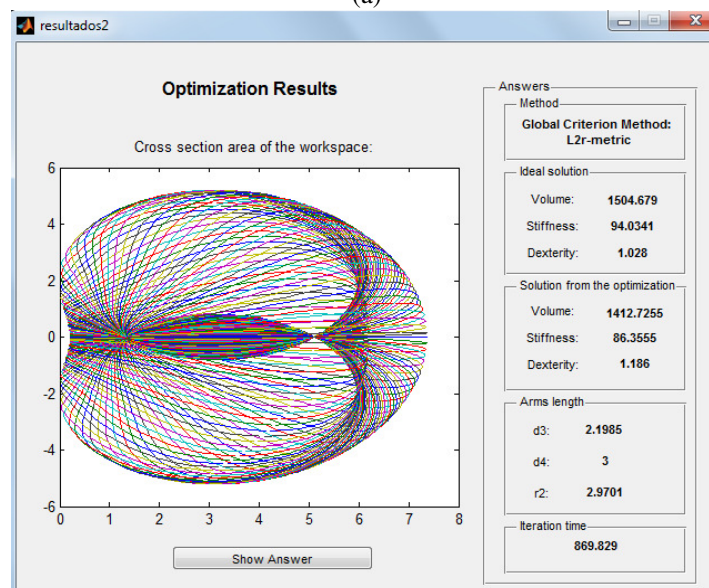 (a)
resultados2
Optimization Results
Cross section area of the workspace:
6
4
2
0
-2
-4
-6
0 1 2 3 4 5 6 7 8
Show Answer
Answers
Method
Global Criterion Method:
L2r-metric
Ideal solution
Volume: 1504.679
Stiffness: 94.0341
Dexterity: 1.028
Solution from the optimization
Volume: 1412.7255
Stiffness: 86.3555
Dexterity: 1.186
Arms length
d3: 2.1985
d4: 3
r2: 2.9701
Iteration time
869.829